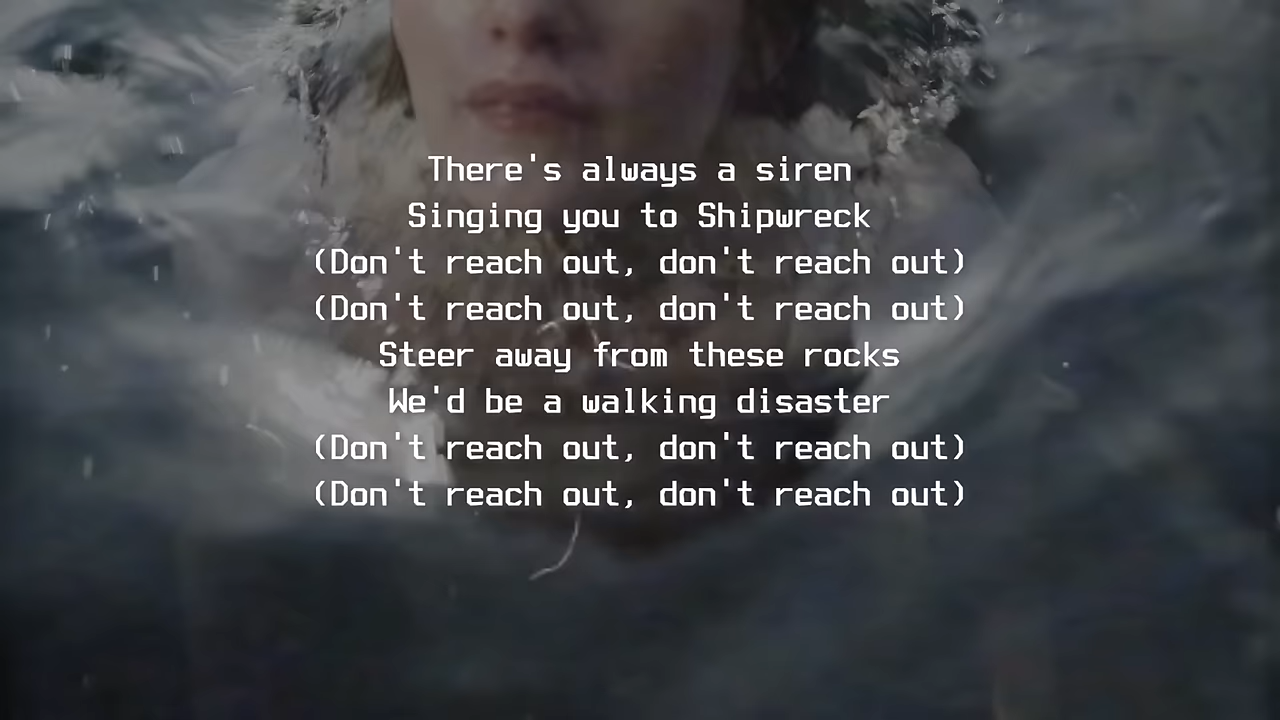 There's always a siren
Singing you to Shipwreck
(Don't reach out, don't reach out)
(Don't reach out, don't reach out)
Steer away from these rocks
We'd be a walking disaster
(Don't reach out, don't reach out)
(Don't reach out, don't reach out)